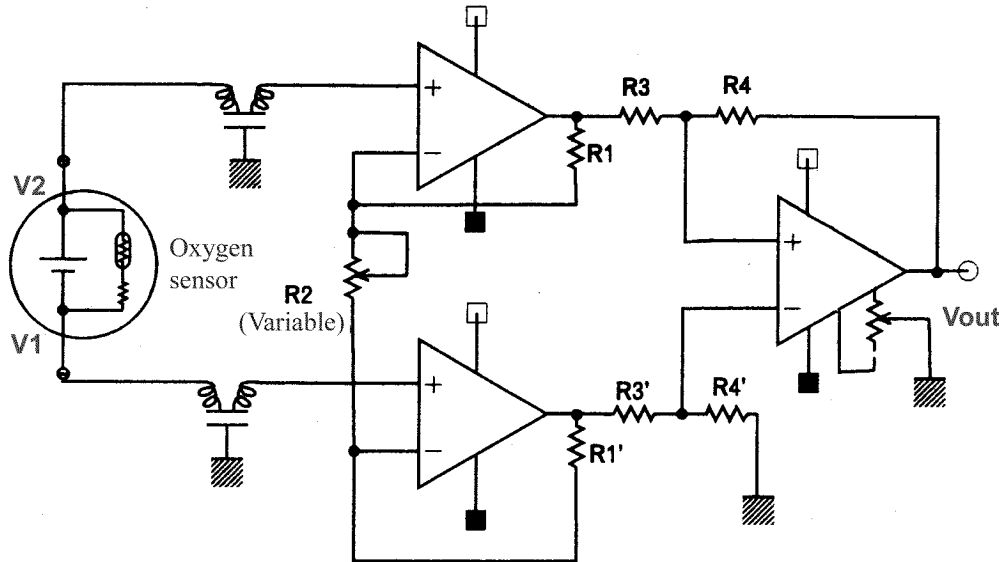 R3
R4
+
−
R1
V2
Oxygen
sensor
R2
(Variable)
+
−
Vout
V1
+
−
R3'
R4'
R1'